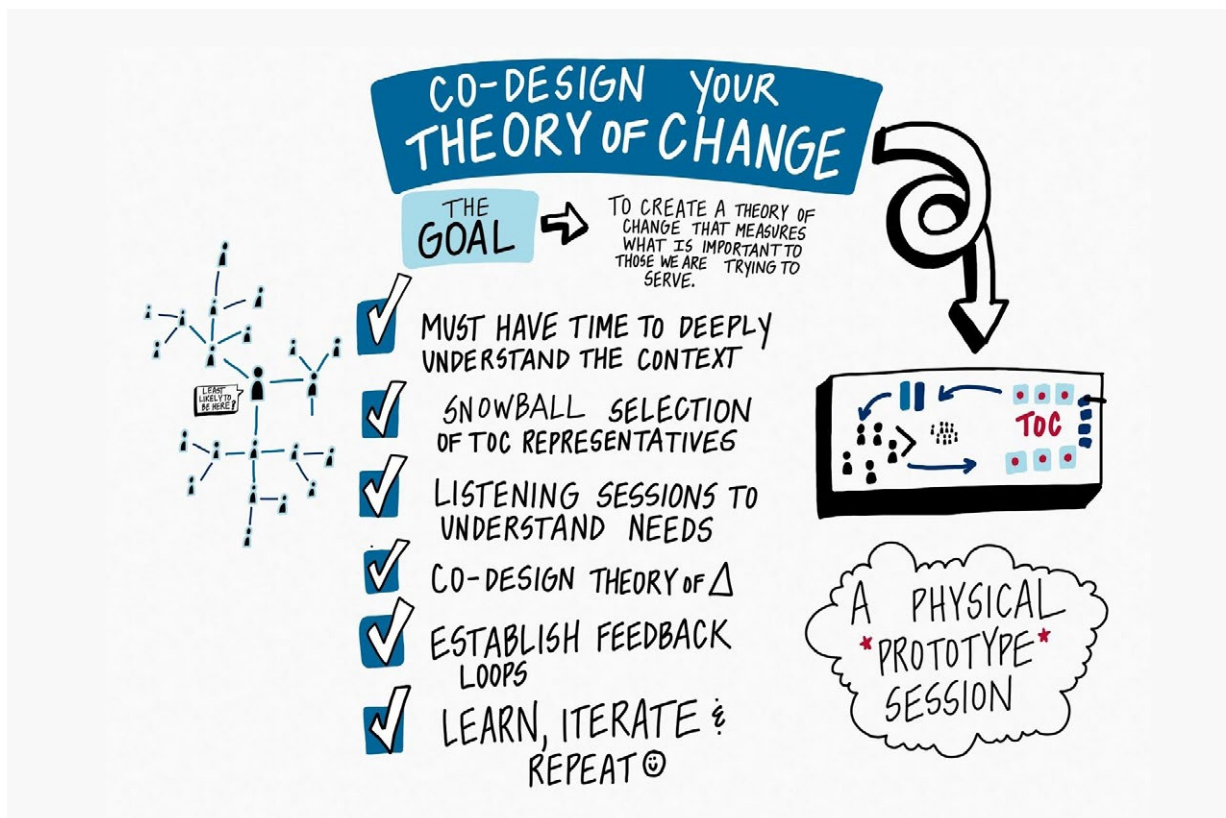 CO-DESIGN YOUR
THEORY OF CHANGE
THE
GOAL
TO CREATE A THEORY OF
CHANGE THAT MEASURES
WHAT IS IMPORTANT TO
THOSE WE ARE TRYING TO
SERVE.
MUST HAVE TIME TO DEEPLY
UNDERSTAND THE CONTEXT
SNOWBALL SELECTION
OF TOC REPRESENTATIVES
LISTENING SESSIONS TO
UNDERSTAND NEEDS
CO-DESIGN THEORY OF Δ
ESTABLISH FEEDBACK
LOOPS
LEARN, ITERATE &
REPEAT ☺
LEAST
LIKELY TO
BE HERE!
TOC
A PHYSICAL
*PROTOTYPE*
SESSION